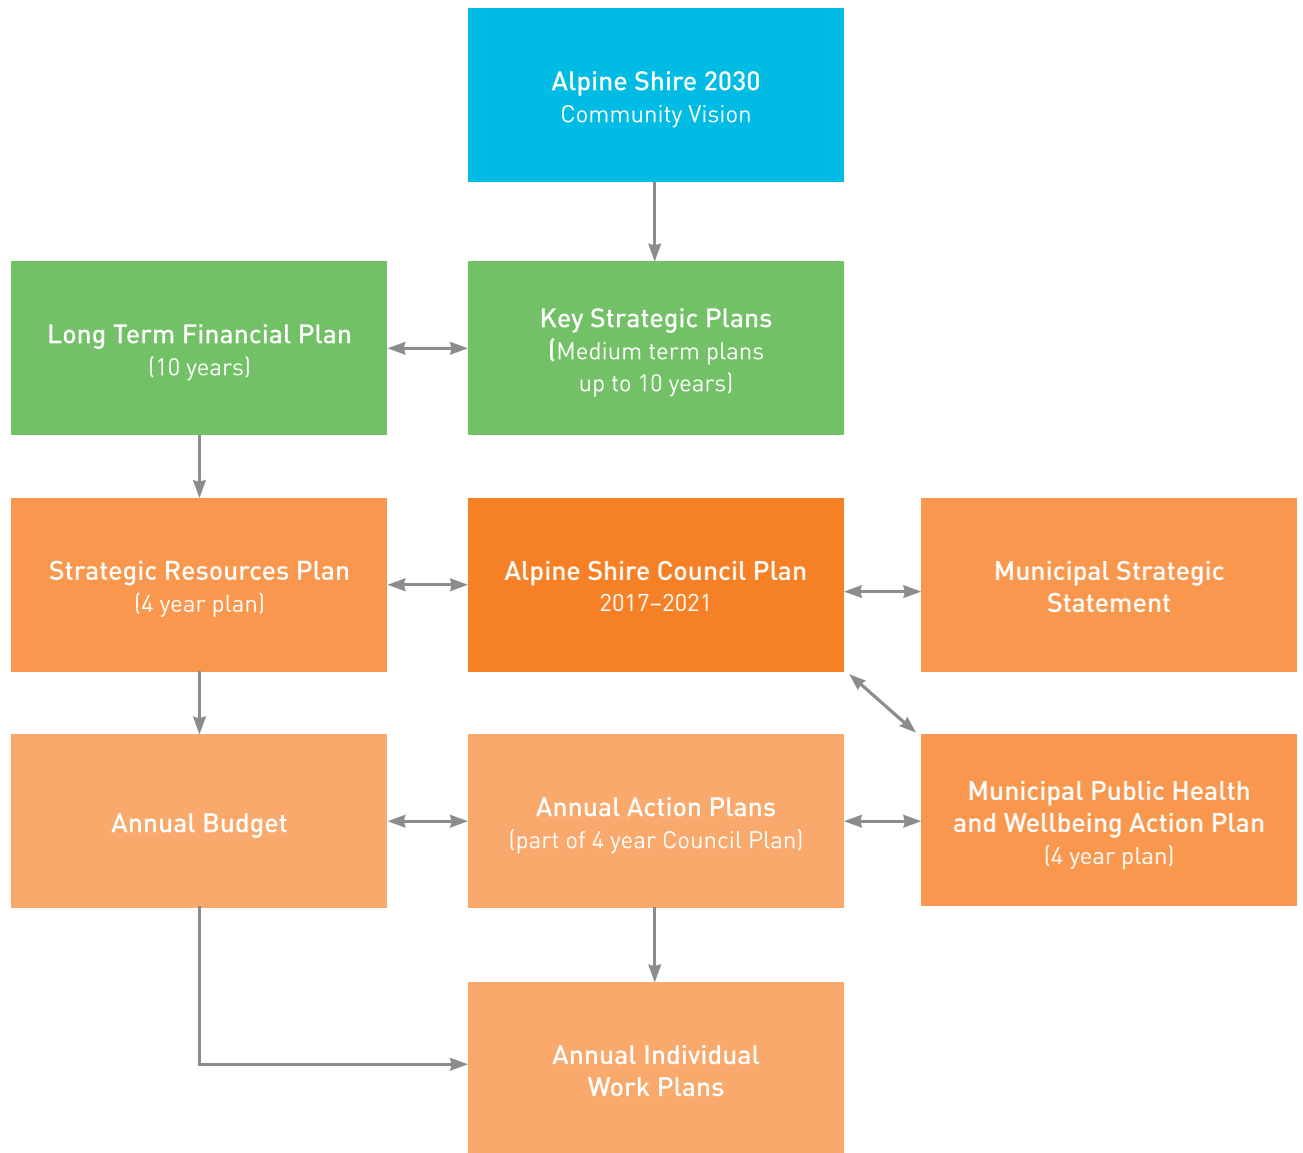 Alpine Shire 2030
Community Vision
Long Term Financial Plan
(10 years)
Key Strategic Plans
(Medium term plans
up to 10 years)
Strategic Resources Plan
(4 year plan)
Alpine Shire Council Plan
2017–2021
Municipal Strategic
Statement
Annual Budget
Annual Action Plans
(part of 4 year Council Plan)
Municipal Public Health
and Wellbeing Action Plan
(4 year plan)
Annual Individual
Work Plans